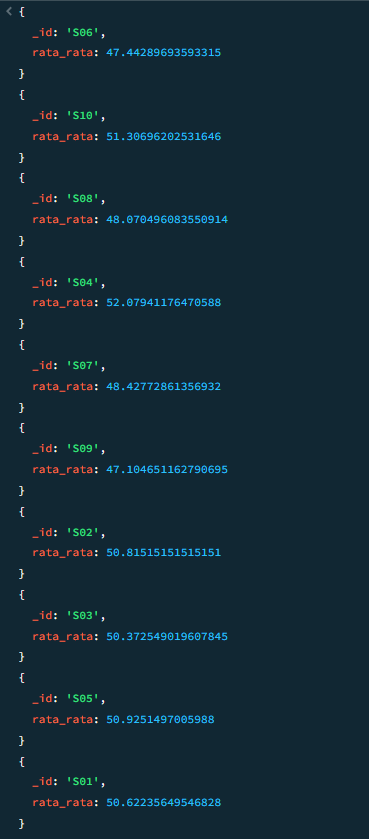 {
_id: 'S06',
rata_rata: 47.44289693593315
}
{
_id: 'S10',
rata_rata: 51.30696202531646
}
{
_id: 'S08',
rata_rata: 48.070496083550914
}
{
_id: 'S04',
rata_rata: 52.07941176470588
}
{
_id: 'S07',
rata_rata: 48.42772861356932
}
{
_id: 'S09',
rata_rata: 47.104651162790695
}
{
_id: 'S02',
rata_rata: 50.81515151515151
}
{
_id: 'S03',
rata_rata: 50.372549019607845
}
{
_id: 'S05',
rata_rata: 50.9251497005988
}
{
_id: 'S01',
rata_rata: 50.62235649546828
}